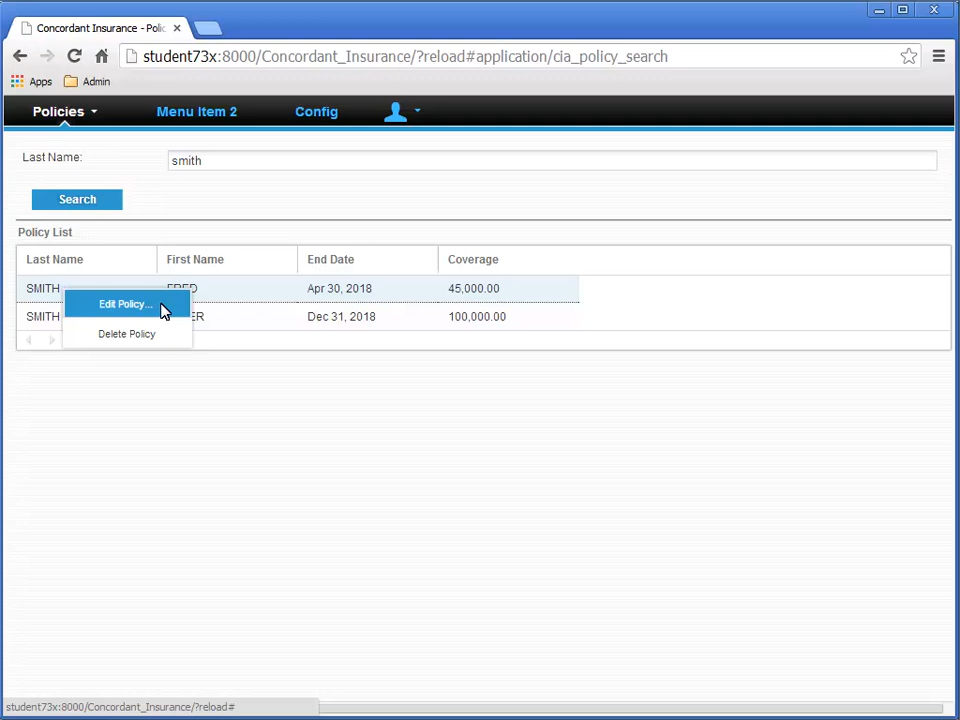 Concordant Insurance - Polic
student73x:8000/Concordant_Insurance/?reload#application/cia_policy_search
Apps Admin
Policies Menu Item 2 Config
Last Name: smith
Search
Policy List
Last Name First Name End Date Coverage
SMITH FRED Apr 30, 2018 45,000.00
Edit Policy...
SMITH ER Dec 31, 2018 100,000.00
Delete Policy
student73x:8000/Concordant_Insurance/?reload#